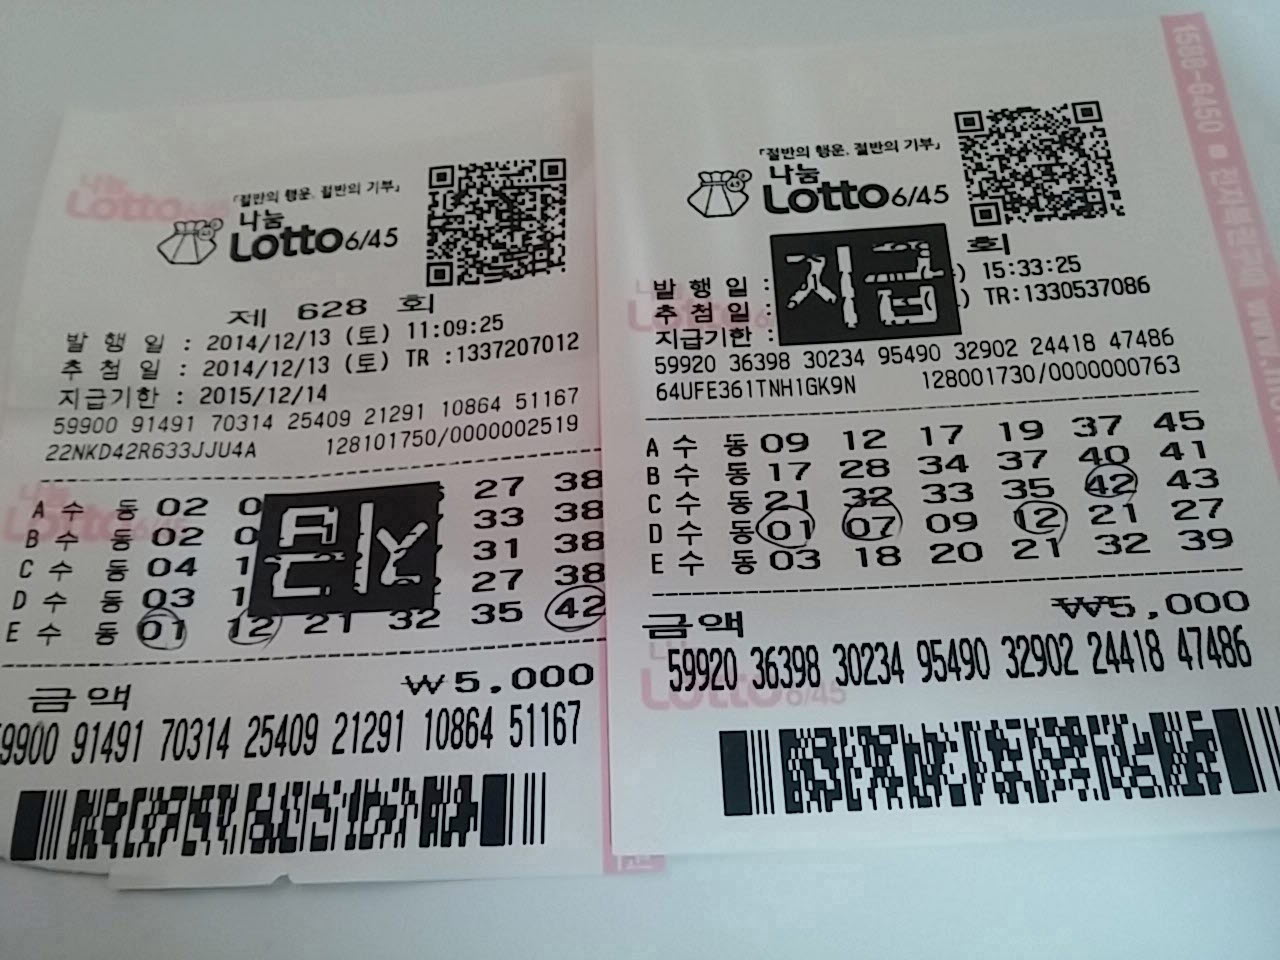 「절반의 행운, 절반의 기부」
나눔
Lotto 6/45
제 628 회
발 행 일 : 2014/12/13 (토) 11:09:25
추 첨 일 : 2014/12/13 (토) TR :1337207012
지급기한 : 2015/12/14
59900 91491 70314 25409 21291 10864 51167
22NKD42R633JJU4A 128101750/0000002519
A 수 동 02 27 38
B 수 동 02 33 38
C 수 동 04 31 38
D 수 동 03 27 38
E 수 동 01 12 21 32 35 42
완료
금액 ₩5,000
59900 91491 70314 25409 21291 10864 51167
1588-6450
「절반의 행운, 절반의 기부」
나눔
Lotto 6/45
회
지급
발 행 일 : ) 15:33:25
추 첨 일 : ) TR:1330537086
지급기한 :
59920 36398 30234 95490 32902 24418 47486
64UFE361TNH1GK9N 128001730/0000000763
A 수 동 09 12 17 19 37 45
B 수 동 17 28 34 37 40 41
C 수 동 21 32 33 35 42 43
D 수 동 01 07 09 12 21 27
E 수 동 03 18 20 21 32 39
금액 ₩5,000
59920 36398 30234 95490 32902 24418 47486